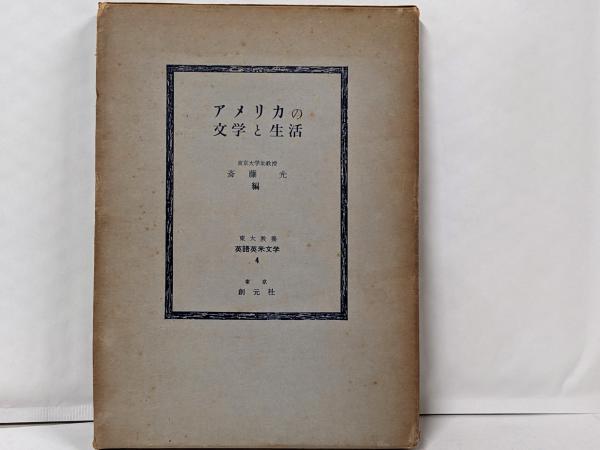 アメリカの
文学と生活
東京大学助教授
斎藤光
編
東大教養
英語英米文学
4
東京
創元社